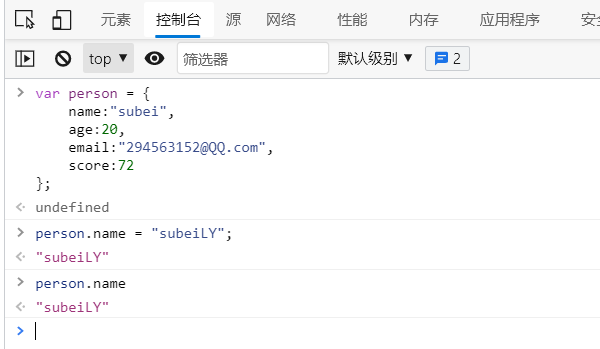 元素 控制台 源 网络 性能 内存 应用程序 安全
top ▼ 筛选器 默认级别 ▼ 2
> var person = {
name:"subei",
age:20,
email:"294563152@QQ.com",
score:72
};
undefined
> person.name = "subeiLY";
"subeiLY"
> person.name
"subeiLY"
>